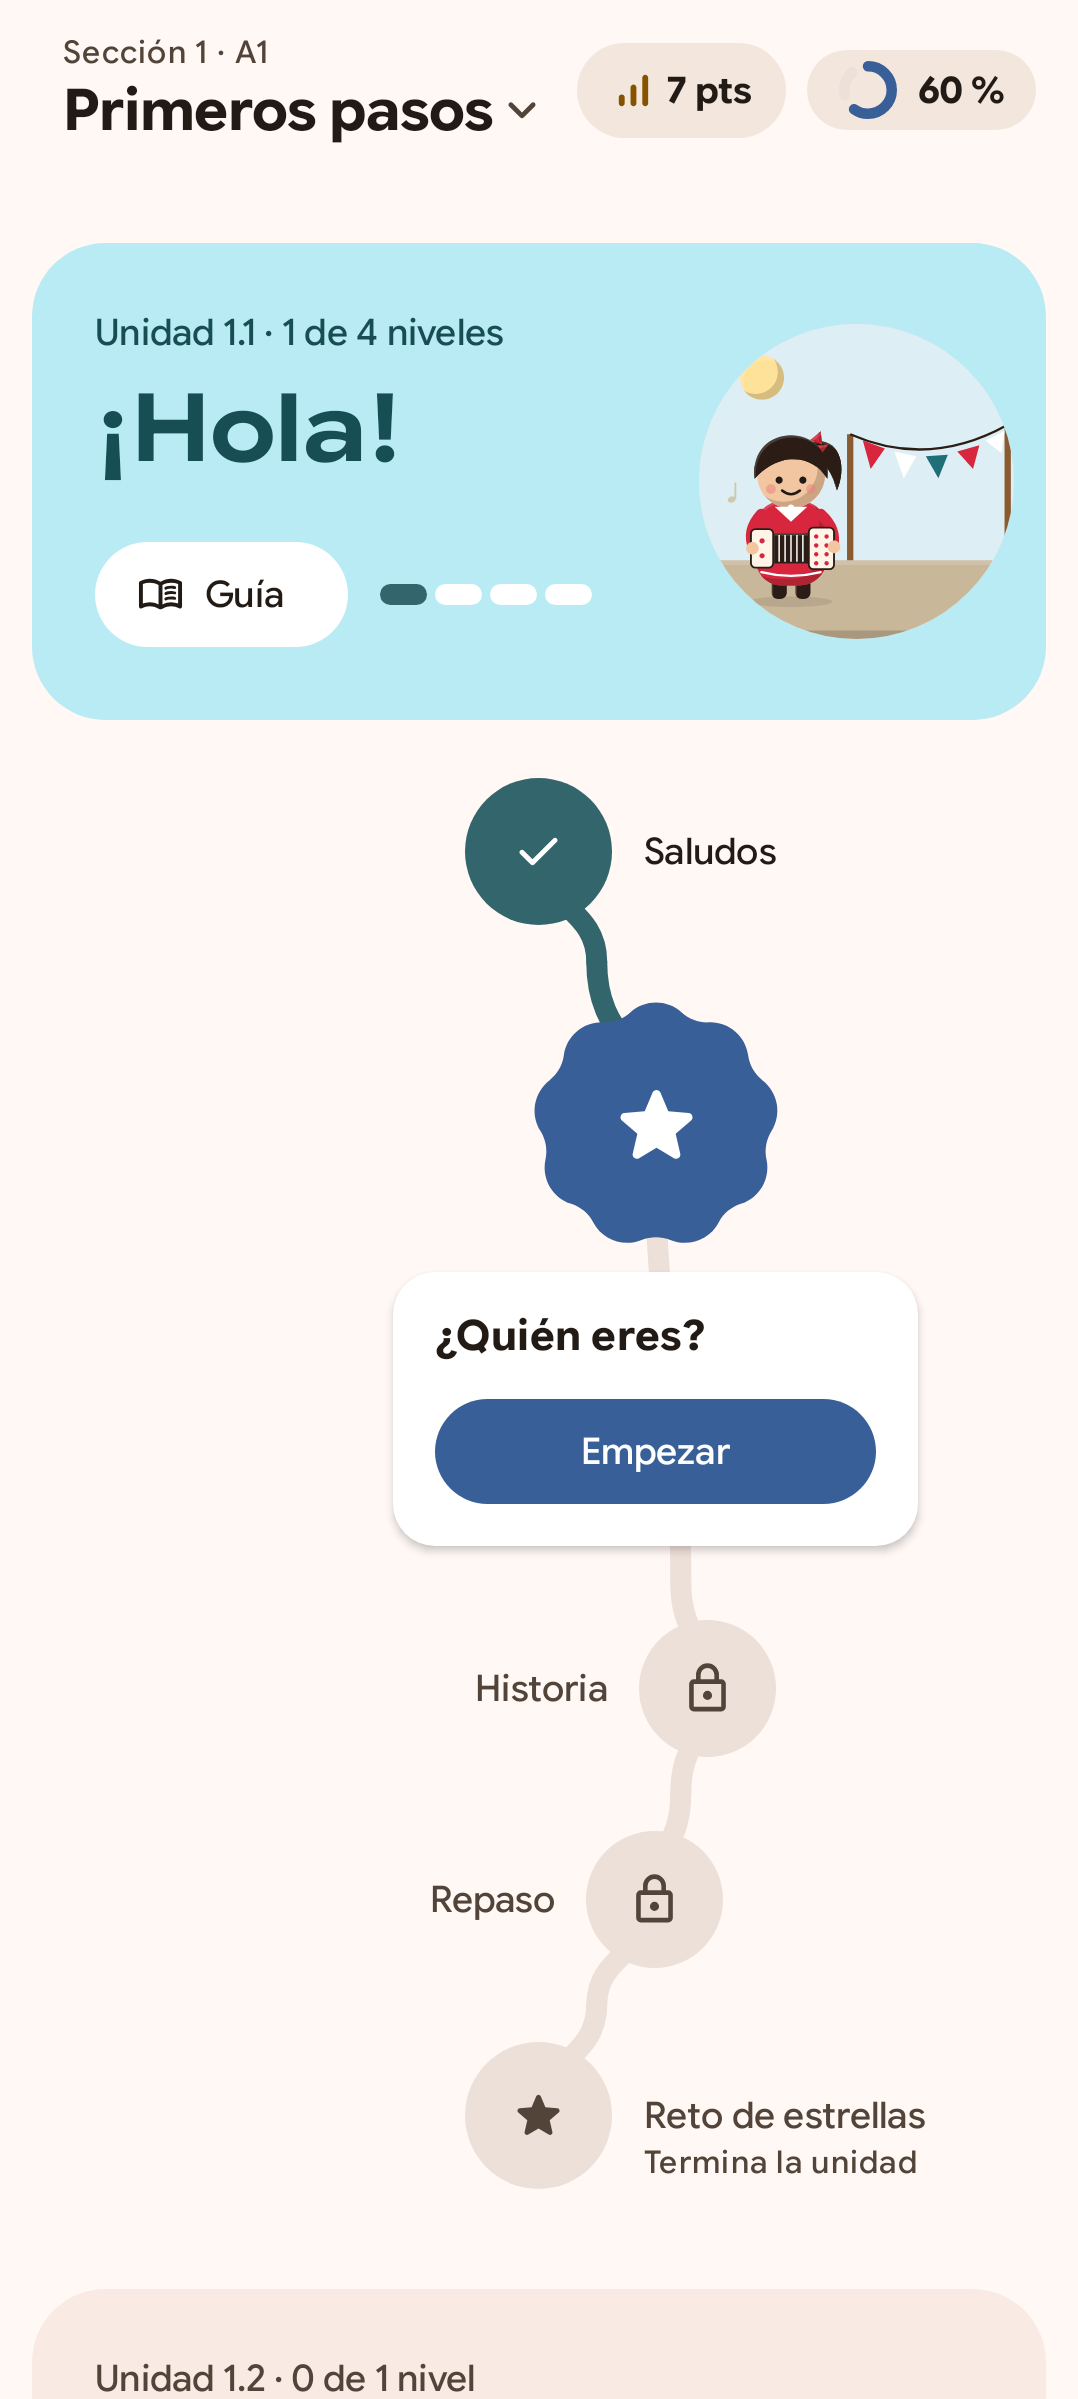 Sección 1 · A1
Primeros pasos
7 pts
60 %
Unidad 1.1 · 1 de 4 niveles
¡Hola!
Guía
Saludos
¿Quién eres?
Empezar
Historia
Repaso
Reto de estrellas
Termina la unidad
Unidad 1.2 · 0 de 1 nivel